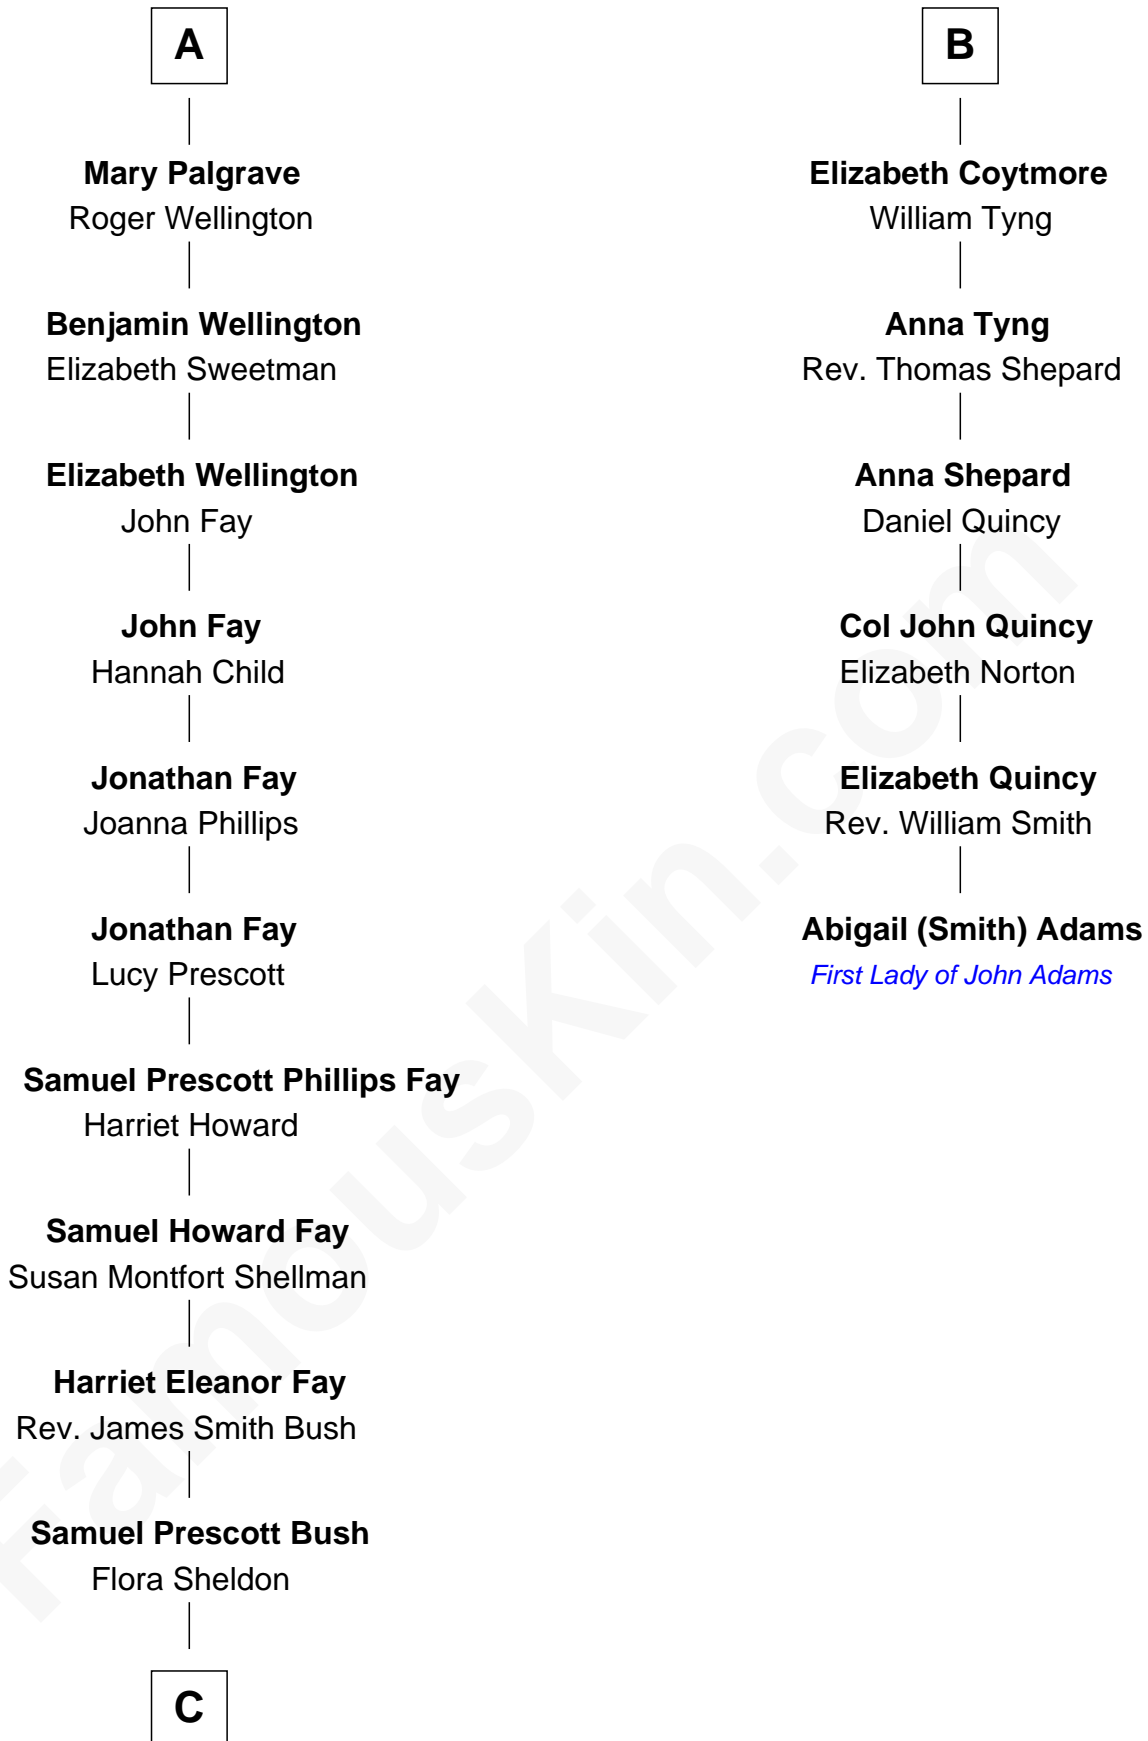 A
Mary Palgrave
Roger Wellington
Benjamin Wellington
Elizabeth Sweetman
Elizabeth Wellington
John Fay
John Fay
Hannah Child
Jonathan Fay
Joanna Phillips
Jonathan Fay
Lucy Prescott
Samuel Prescott Phillips Fay
Harriet Howard
Samuel Howard Fay
Susan Montfort Shellman
Harriet Eleanor Fay
Rev. James Smith Bush
Samuel Prescott Bush
Flora Sheldon
C
B
Elizabeth Coytmore
William Tyng
Anna Tyng
Rev. Thomas Shepard
Anna Shepard
Daniel Quincy
Col John Quincy
Elizabeth Norton
Elizabeth Quincy
Rev. William Smith
Abigail (Smith) Adams
First Lady of John Adams
FamousKin.com